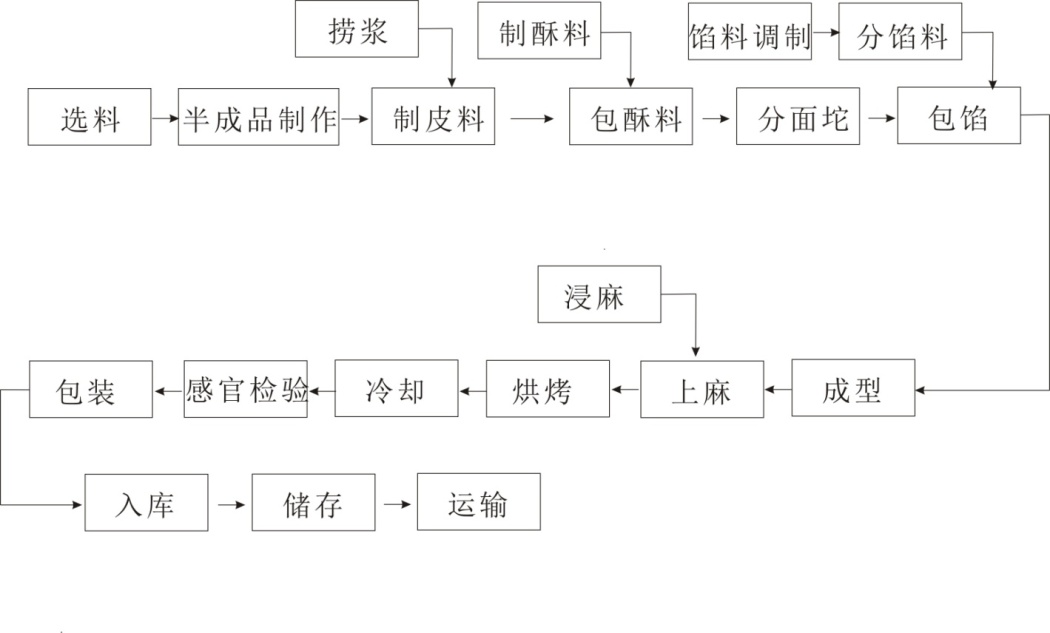 捞浆
制酥料
馅料调制
分馅料
选料
半成品制作
制皮料
包酥料
分面坨
包馅
浸麻
包装
感官检验
冷却
烘烤
上麻
成型
入库
储存
运输